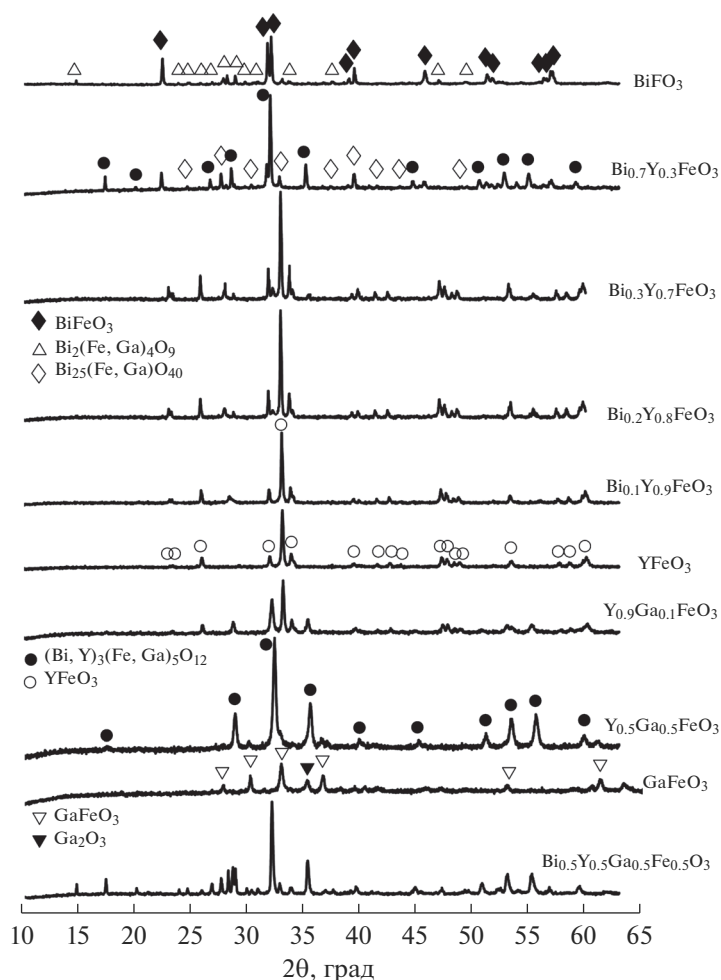 BiFO₃
Bi₀.₇Y₀.₃FeO₃
Bi₀.₃Y₀.₇FeO₃
BiFeO₃
Bi₂(Fe, Ga)₄O₉
Bi₂₅(Fe, Ga)O₄₀
Bi₀.₂Y₀.₈FeO₃
Bi₀.₁Y₀.₉FeO₃
YFeO₃
Y₀.₉Ga₀.₁FeO₃
(Bi, Y)₃(Fe, Ga)₅O₁₂
YFeO₃
Y₀.₅Ga₀.₅FeO₃
GaFeO₃
GaFeO₃
Ga₂O₃
Bi₀.₅Y₀.₅Ga₀.₅Fe₀.₅O₃
10 15 20 25 30 35 40 45 50 55 60 65
2θ, град